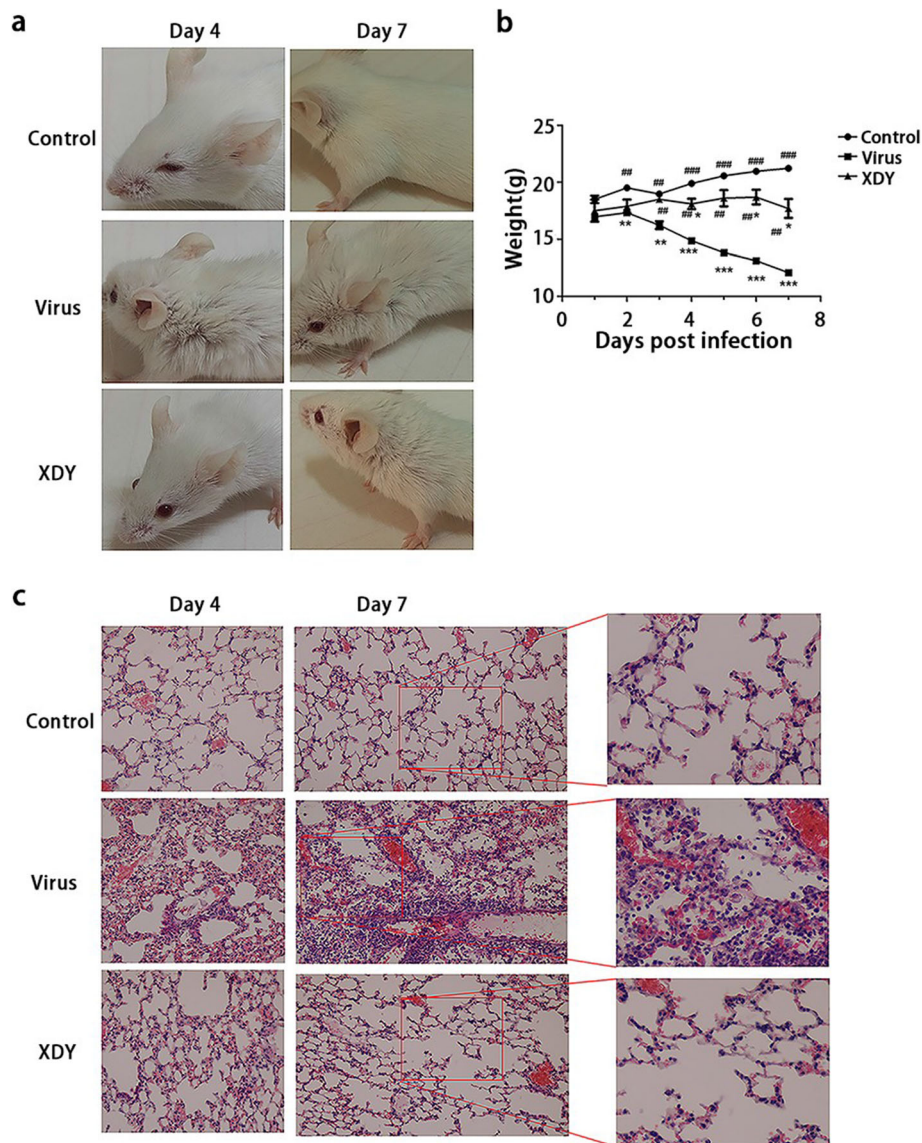 a
Day 4 Day 7
Control
Virus
XDY
b
25
20
15
10
Weight(g)
0 2 4 6 8
Days post infection
Control
Virus
XDY
## ## ### ### ### ###
## ## * ## ## * ## *
** ** *** *** *** ***
c
Day 4 Day 7
Control
Virus
XDY